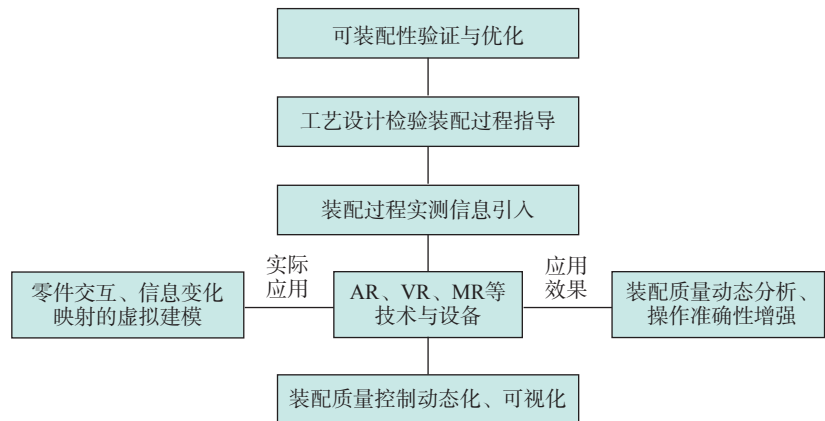 可装配性验证与优化
工艺设计检验装配过程指导
装配过程实测信息引入
零件交互、信息变化
映射的虚拟建模
实际
应用
AR、VR、MR等
技术与设备
应用
效果
装配质量动态分析、
操作准确性增强
装配质量控制动态化、可视化